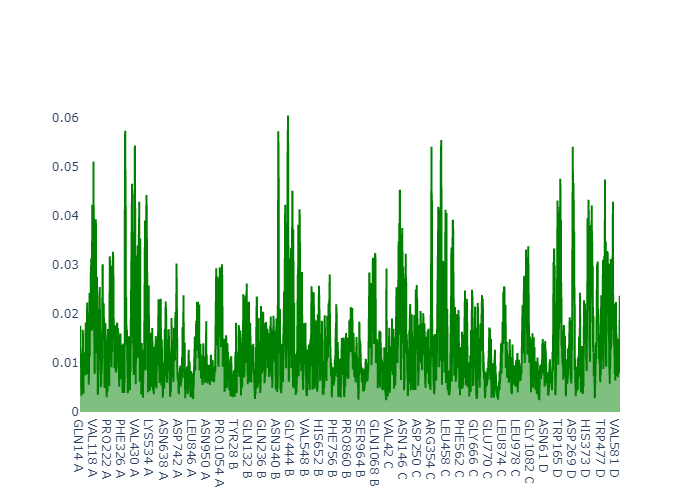 0.06
0.05
0.04
0.03
0.02
0.01
0
GLN14 A
VAL118 A
PRO222 A
PHE326 A
VAL430 A
LYS534 A
ASN638 A
ASP742 A
LEU846 A
ASN950 A
PRO1054 A
TYR28 B
GLN132 B
GLN236 B
ASN340 B
GLY444 B
VAL548 B
HIS652 B
PHE756 B
PRO860 B
SER964 B
GLN1068 B
VAL42 C
ASN146 C
ASP250 C
ARG354 C
LEU458 C
PHE562 C
GLY666 C
GLU770 C
LEU874 C
LEU978 C
GLY1082 C
ASN61 D
TRP165 D
ASP269 D
HIS373 D
TRP477 D
VAL581 D